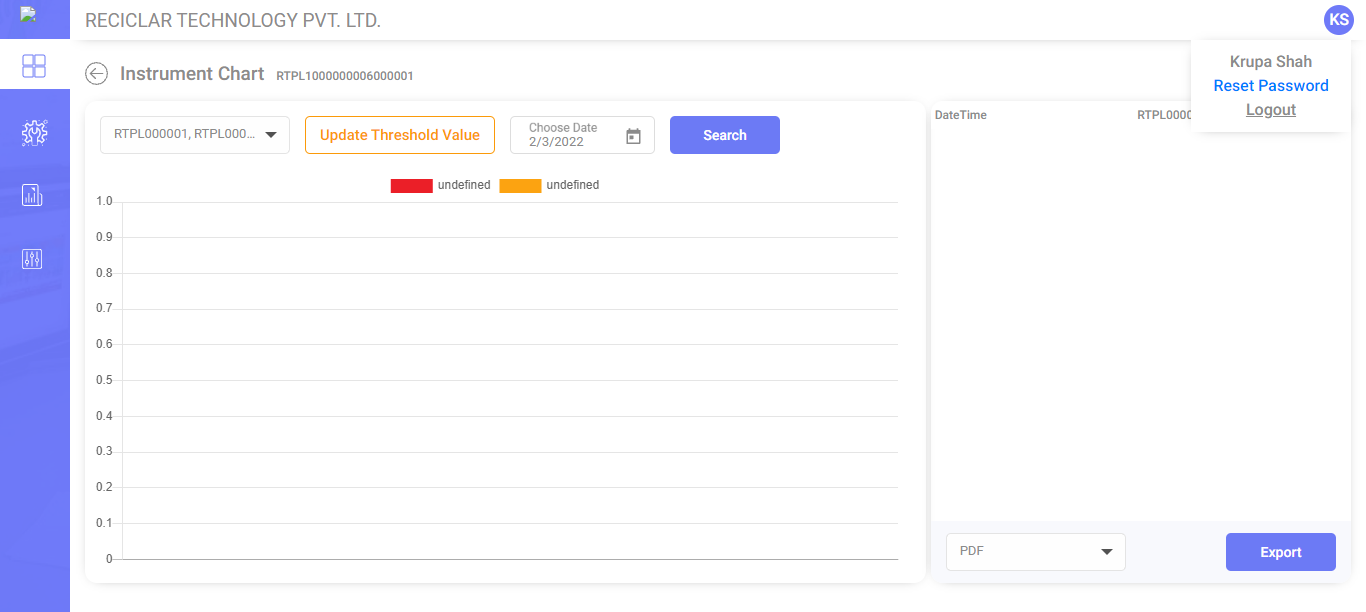 RECICLAR TECHNOLOGY PVT. LTD.
KS
Krupa Shah
Reset Password
Logout
Instrument Chart RTPL1000000006000001
RTPL000001, RTPL000...
Update Threshold Value
Choose Date
2/3/2022
Search
DateTime
RTPL0000
undefined undefined
1.0
0.9
0.8
0.7
0.6
0.5
0.4
0.3
0.2
0.1
0
PDF
Export